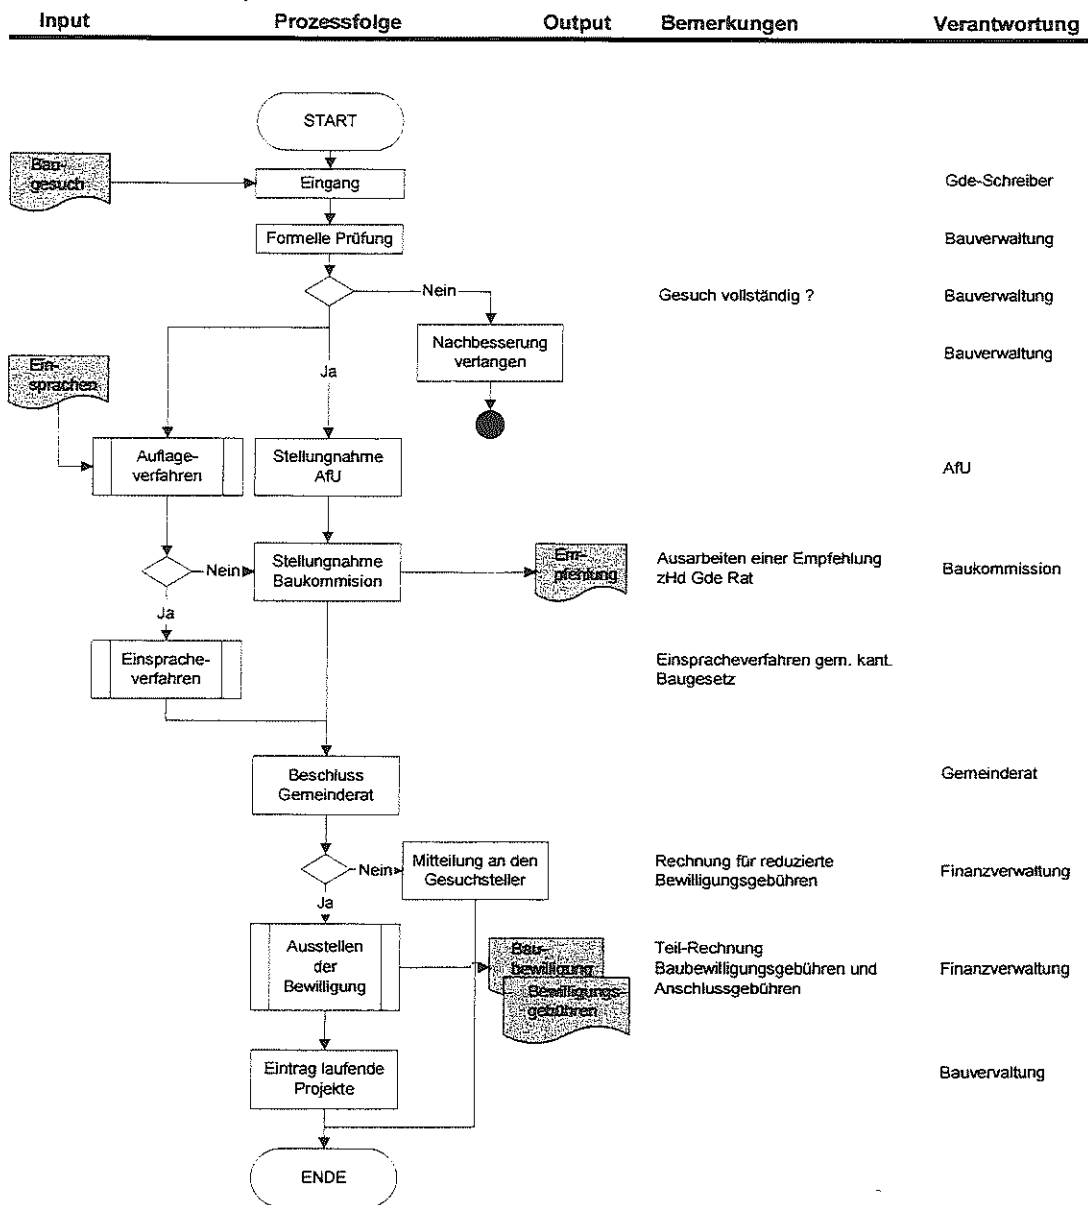 Input Prozessfolge Output Bemerkungen Verantwortung
START
Bau-
gesuch
Eingang
Gde-Schreiber
Formelle Prüfung
Bauverwaltung
Nein
Gesuch vollständig ?
Bauverwaltung
Nachbesserung
verlangen
Bauverwaltung
Ja
Ein-
sprachen
Auflage-
verfahren
Stellungnahme
AfU
AfU
Nein
Stellungnahme
Baukommision
Em-
pfehlung
Ausarbeiten einer Empfehlung
zHd Gde Rat
Baukommission
Ja
Einsprache-
verfahren
Einspracheverfahren gem. kant.
Baugesetz
Beschluss
Gemeinderat
Gemeinderat
Nein
Mitteilung an den
Gesuchsteller
Rechnung für reduzierte
Bewilligungsgebühren
Finanzverwaltung
Ja
Ausstellen
der
Bewilligung
Bau-
bewilligung
Bewilligungs-
gebühren
Teil-Rechnung
Baubewilligungsgebühren und
Anschlussgebühren
Finanzverwaltung
Eintrag laufende
Projekte
Bauvervaltung
ENDE